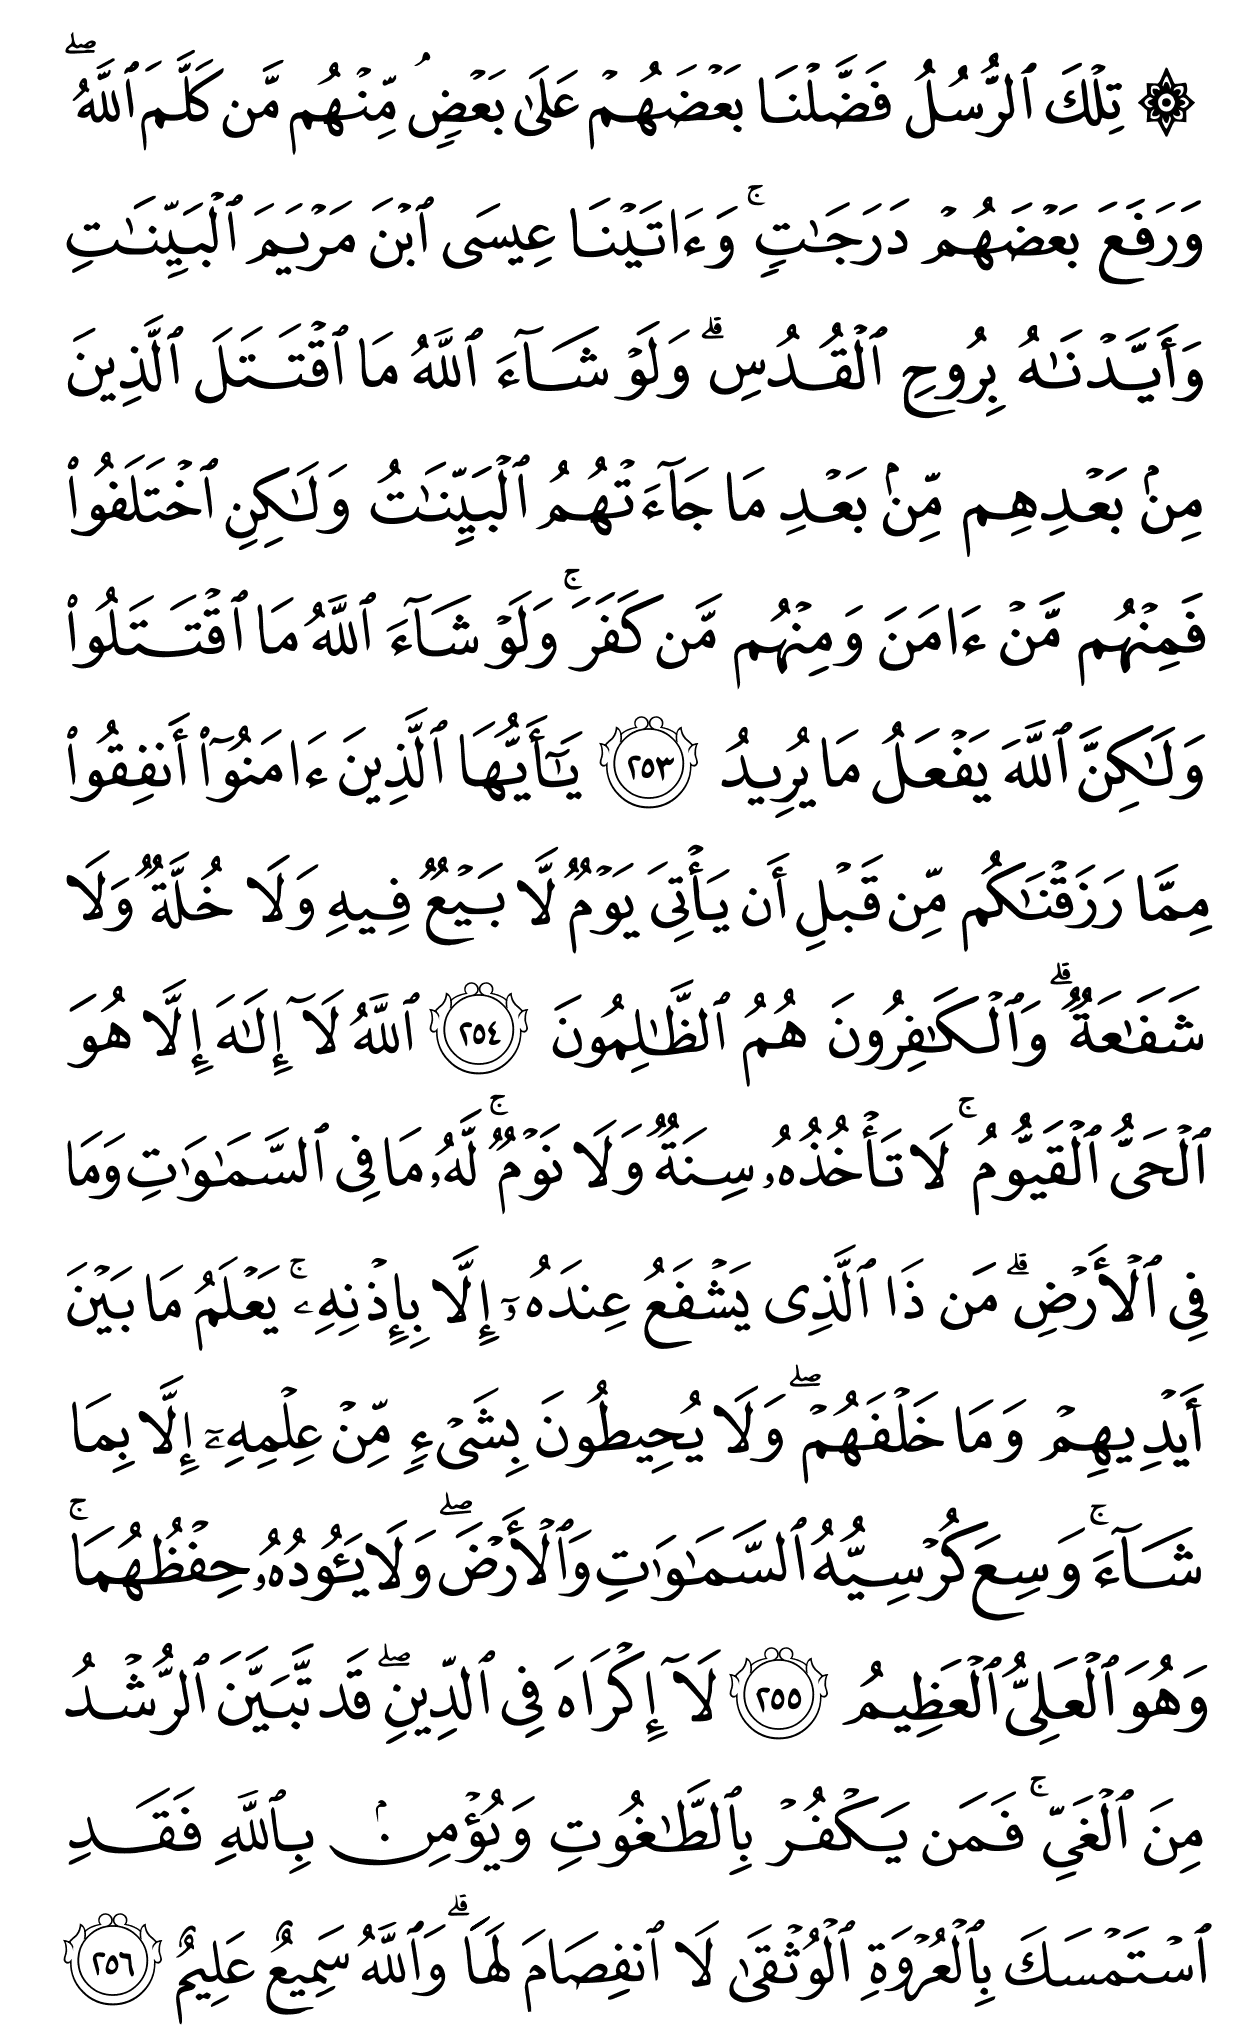 ۞ تِلۡكَ ٱلرُّسُلُ فَضَّلۡنَا بَعۡضَهُمۡ عَلَىٰ بَعۡضٖۘ مِّنۡهُم مَّن كَلَّمَ ٱللَّهُۖ
وَرَفَعَ بَعۡضَهُمۡ دَرَجَٰتٖۚ وَءَاتَيۡنَا عِيسَى ٱبۡنَ مَرۡيَمَ ٱلۡبَيِّنَٰتِ
وَأَيَّدۡنَٰهُ بِرُوحِ ٱلۡقُدُسِۗ وَلَوۡ شَآءَ ٱللَّهُ مَا ٱقۡتَتَلَ ٱلَّذِينَ
مِنۢ بَعۡدِهِم مِّنۢ بَعۡدِ مَا جَآءَتۡهُمُ ٱلۡبَيِّنَٰتُ وَلَٰكِنِ ٱخۡتَلَفُواْ
فَمِنۡهُم مَّنۡ ءَامَنَ وَمِنۡهُم مَّن كَفَرَۚ وَلَوۡ شَآءَ ٱللَّهُ مَا ٱقۡتَتَلُواْ
وَلَٰكِنَّ ٱللَّهَ يَفۡعَلُ مَا يُرِيدُ ٢٥٣ يَٰٓأَيُّهَا ٱلَّذِينَ ءَامَنُوٓاْ أَنفِقُواْ
مِمَّا رَزَقۡنَٰكُم مِّن قَبۡلِ أَن يَأۡتِيَ يَوۡمٞ لَّا بَيۡعٞ فِيهِ وَلَا خُلَّةٞ وَلَا
شَفَٰعَةٞۗ وَٱلۡكَٰفِرُونَ هُمُ ٱلظَّٰلِمُونَ ٢٥٤ ٱللَّهُ لَآ إِلَٰهَ إِلَّا هُوَ
ٱلۡحَيُّ ٱلۡقَيُّومُۚ لَا تَأۡخُذُهُۥ سِنَةٞ وَلَا نَوۡمٞۚ لَّهُۥ مَا فِي ٱلسَّمَٰوَٰتِ وَمَا
فِي ٱلۡأَرۡضِۗ مَن ذَا ٱلَّذِي يَشۡفَعُ عِندَهُۥٓ إِلَّا بِإِذۡنِهِۦۚ يَعۡلَمُ مَا بَيۡنَ
أَيۡدِيهِمۡ وَمَا خَلۡفَهُمۡۖ وَلَا يُحِيطُونَ بِشَيۡءٖ مِّنۡ عِلۡمِهِۦٓ إِلَّا بِمَا
شَآءَۚ وَسِعَ كُرۡسِيُّهُ ٱلسَّمَٰوَٰتِ وَٱلۡأَرۡضَۖ وَلَا يَـُٔودُهُۥ حِفۡظُهُمَاۚ
وَهُوَ ٱلۡعَلِيُّ ٱلۡعَظِيمُ ٢٥٥ لَآ إِكۡرَاهَ فِي ٱلدِّينِۖ قَد تَّبَيَّنَ ٱلرُّشۡدُ
مِنَ ٱلۡغَيِّۚ فَمَن يَكۡفُرۡ بِٱلطَّٰغُوتِ وَيُؤۡمِنۢ بِٱللَّهِ فَقَدِ
ٱسۡتَمۡسَكَ بِٱلۡعُرۡوَةِ ٱلۡوُثۡقَىٰ لَا ٱنفِصَامَ لَهَاۗ وَٱللَّهُ سَمِيعٌ عَلِيمٌ ٢٥٦